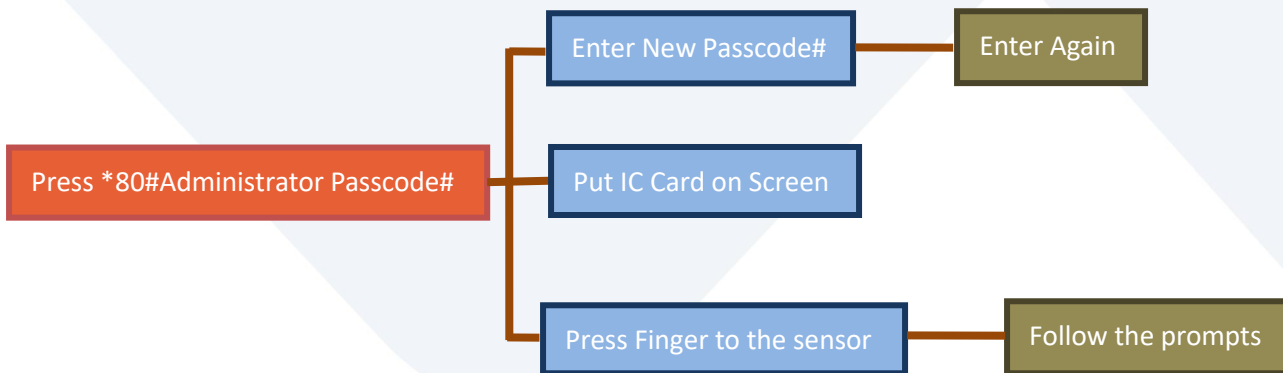 Enter New Passcode#
Enter Again
Press *80#Administrator Passcode#
Put IC Card on Screen
Press Finger to the sensor
Follow the prompts